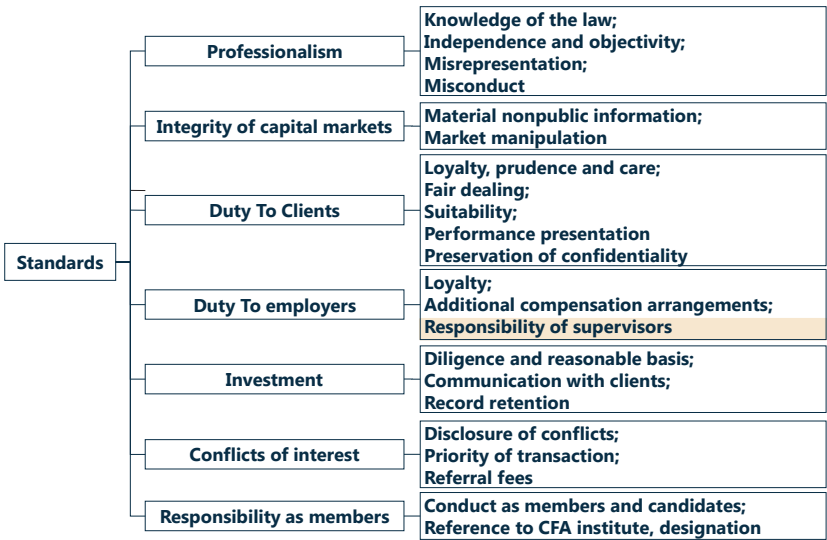 Standards
Professionalism
Knowledge of the law;
Independence and objectivity;
Misrepresentation;
Misconduct
Integrity of capital markets
Material nonpublic information;
Market manipulation
Duty To Clients
Loyalty, prudence and care;
Fair dealing;
Suitability;
Performance presentation
Preservation of confidentiality
Duty To employers
Loyalty;
Additional compensation arrangements;
Responsibility of supervisors
Investment
Diligence and reasonable basis;
Communication with clients;
Record retention
Conflicts of interest
Disclosure of conflicts;
Priority of transaction;
Referral fees
Responsibility as members
Conduct as members and candidates;
Reference to CFA institute, designation